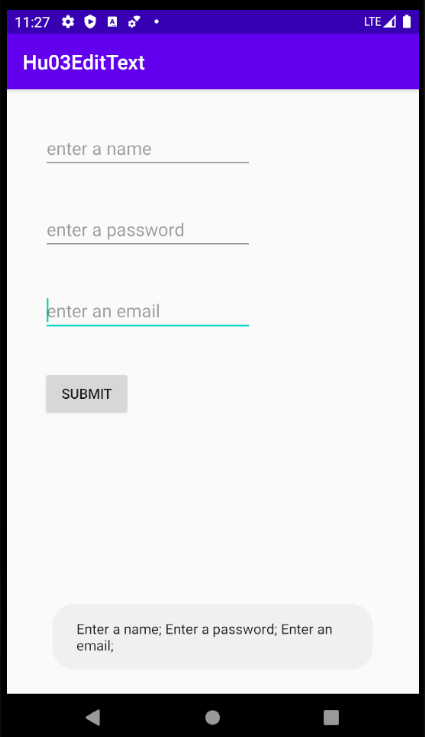 11:27 LTE
Hu03EditText
enter a name
enter a password
enter an email
SUBMIT
Enter a name; Enter a password; Enter an
email;